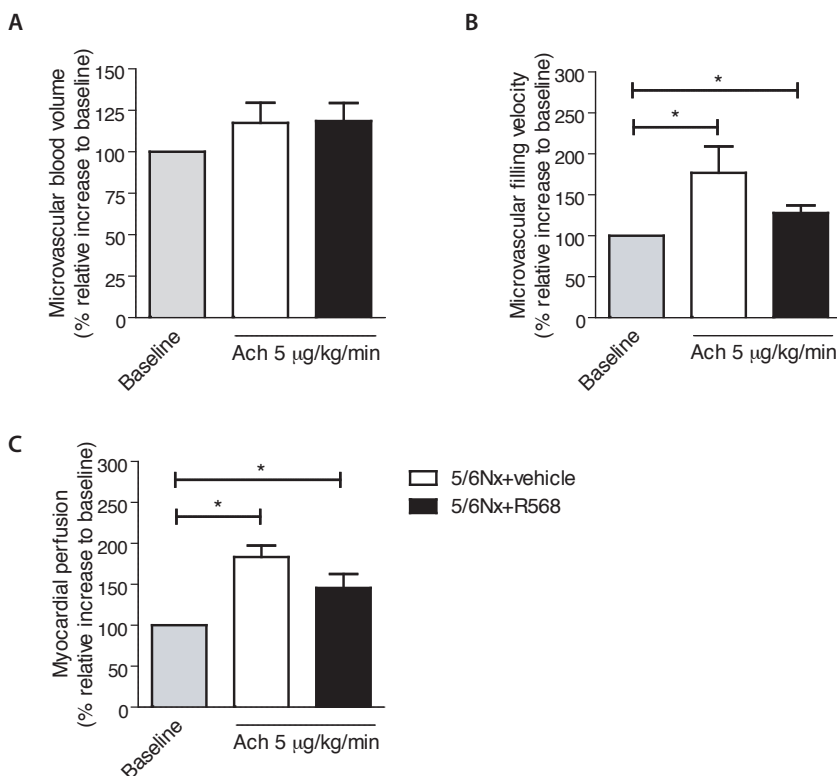 A
Microvascular blood volume
(% relative increase to baseline)
150
125
100
75
50
25
0
Baseline
Ach 5 μg/kg/min
B
Microvascular filling velocity
(% relative increase to baseline)
300
250
200
150
100
50
0
*
*
Baseline
Ach 5 μg/kg/min
C
Myocardial perfusion
(% relative increase to baseline)
300
250
200
150
100
50
0
*
*
Baseline
Ach 5 μg/kg/min
5/6Nx+vehicle
5/6Nx+R568